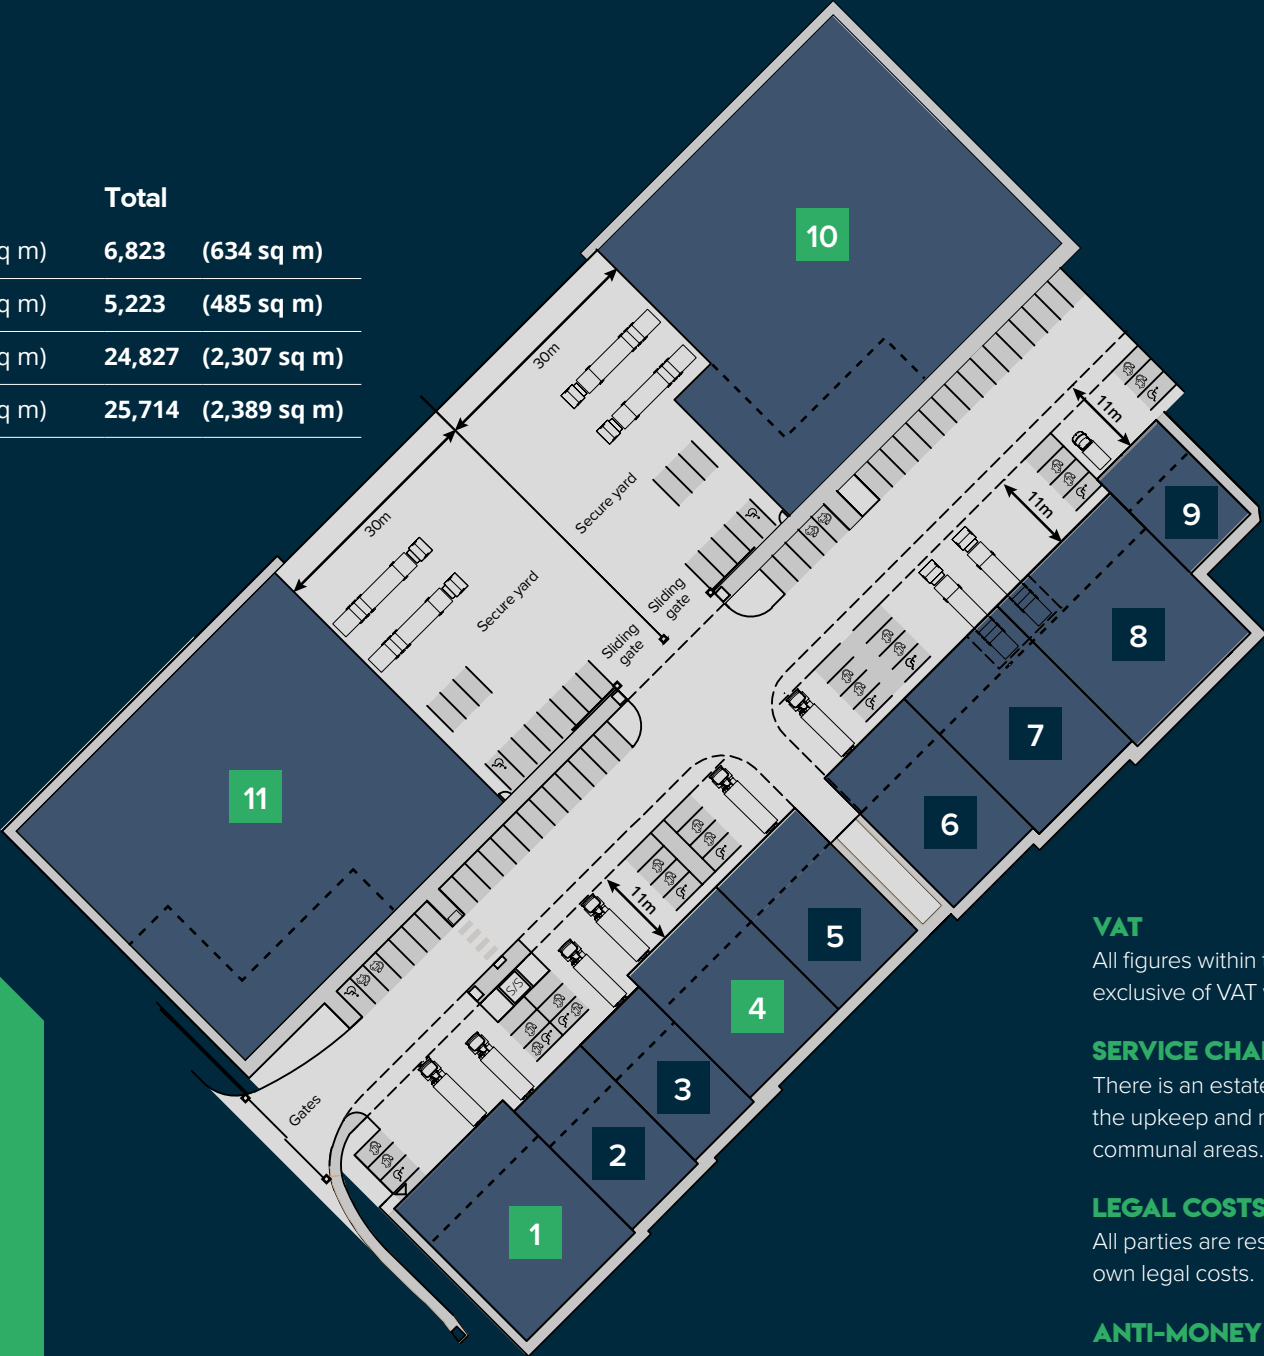 Total
q m) 6,823 (634 sq m)
q m) 5,223 (485 sq m)
q m) 24,827 (2,307 sq m)
q m) 25,714 (2,389 sq m)
10
30m
11m
30m
Secure yard
11m
9
Secure yard
Sliding
gate
Sliding
gate
8
7
11
6
11m
5
S/S
4
3
Gates
2
1
VAT
All figures within
exclusive of VAT
SERVICE CHA
There is an estate
the upkeep and
communal areas.
LEGAL COSTS
All parties are res
own legal costs.
ANTI-MONEY